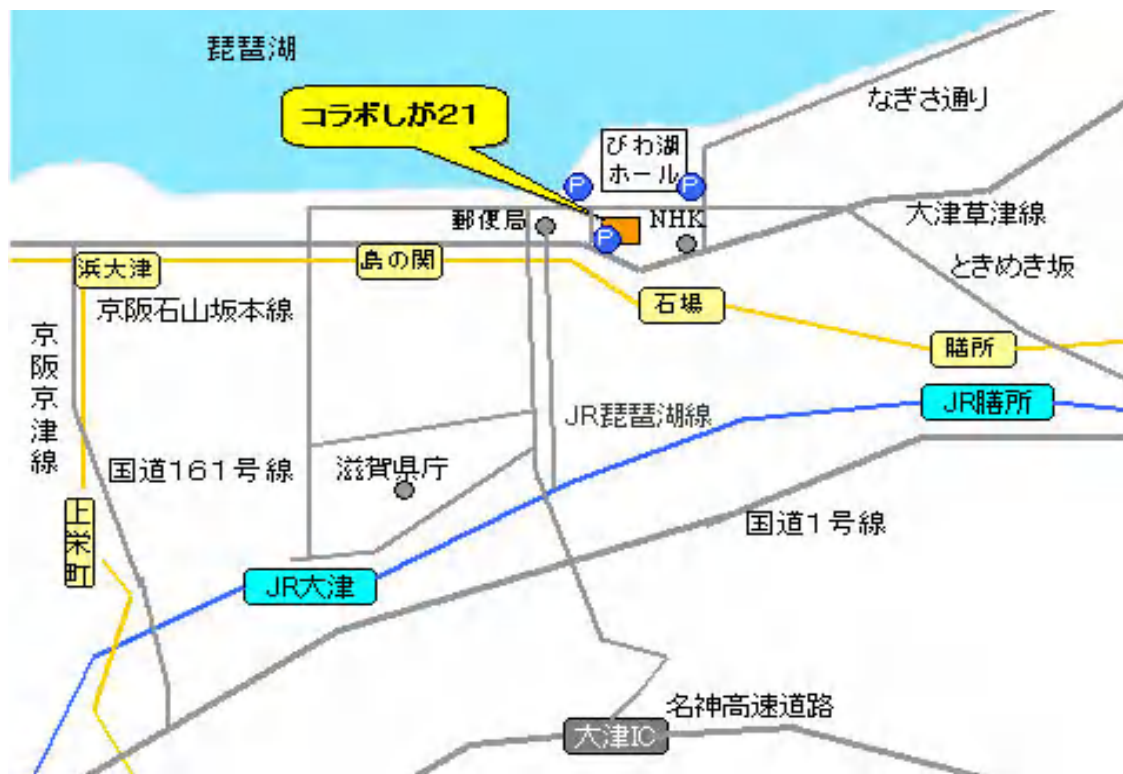 琵琶湖
なぎさ通り
コラボしが21
びわ湖
ホール
P
P
郵便局
NHK
大津草津線
P
ときめき坂
浜大津
島の関
京阪石山坂本線
石場
膳所
京阪京津線
JR膳所
JR琵琶湖線
国道161号線
滋賀県庁
国道1号線
上栄町
JR大津
名神高速道路
大津IC